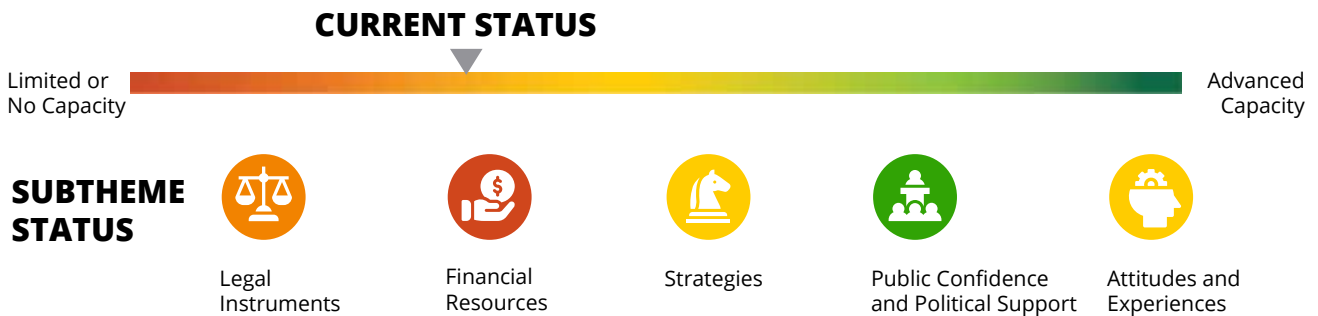 CURRENT STATUS
Limited or
No Capacity
Advanced
Capacity
SUBTHEME
STATUS
$
Legal
Instruments
Financial
Resources
Strategies
Public Confidence
and Political Support
Attitudes and
Experiences